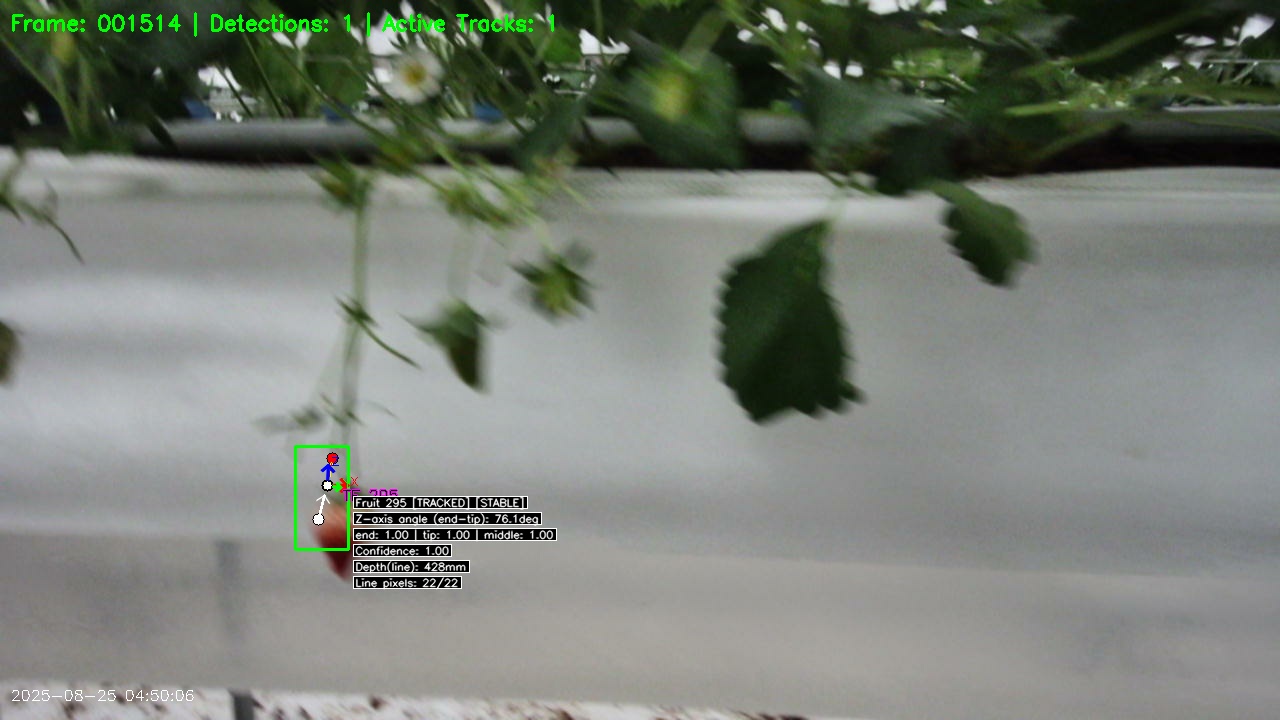 Frame: 001514 | Detections: 1 | Active Tracks: 1
Fruit 295 [TRACKED] [STABLE]
Z-axis angle (end-tip): 76.1deg
end: 1.00 | tip: 1.00 | middle: 1.00
Confidence: 1.00
Depth(line): 428mm
Line pixels: 22/22
2025-08-25 04:50:06